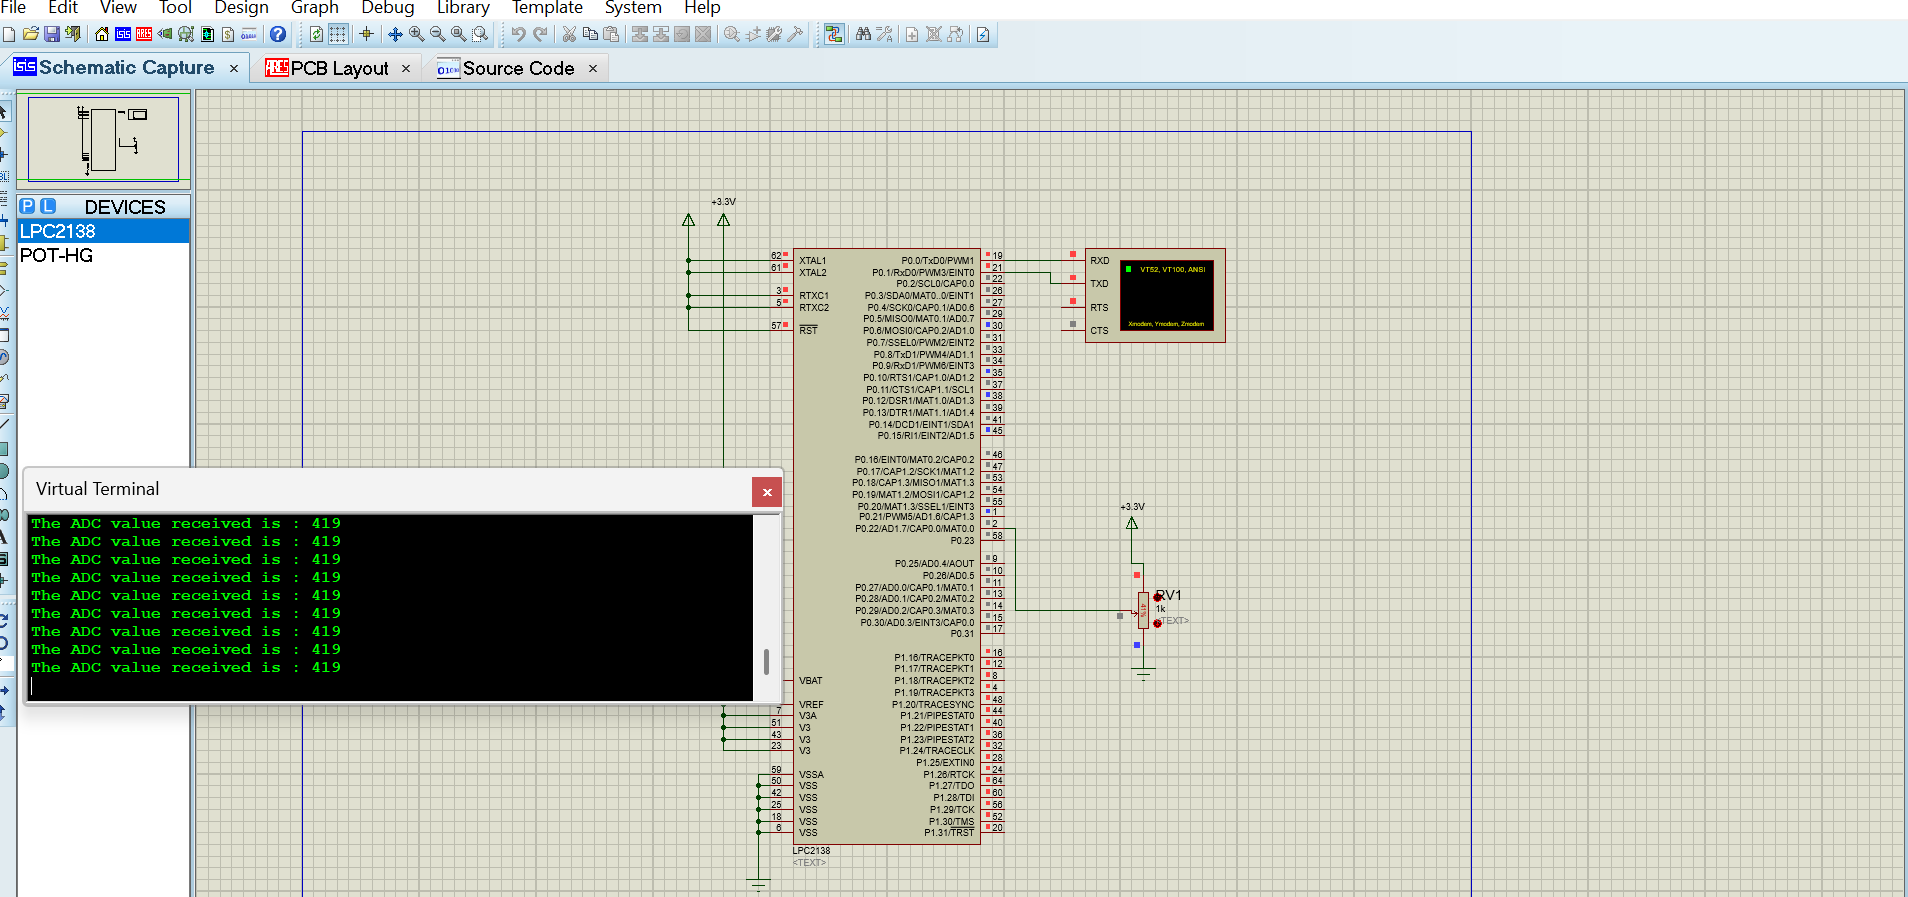 File Edit View Tool Design Graph Debug Library Template System Help
Schematic Capture × PCB Layout × Source Code ×
P L DEVICES
LPC2138
POT-HG
+3.3V
62 XTAL1
61 XTAL2
3 RTXC1
5 RTXC2
57 RST
VBAT
VREF
7 V3A
51 V3
43 V3
23 V3
59 VSSA
50 VSS
42 VSS
25 VSS
18 VSS
6 VSS
P0.0/TxD0/PWM1 19
P0.1/RxD0/PWM3/EINT0 21
P0.2/SCL0/CAP0.0 22
P0.3/SDA0/MAT0..0/EINT1 26
P0.4/SCK0/CAP0.1/AD0.6 27
P0.5/MISO0/MAT0.1/AD0.7 29
P0.6/MOSI0/CAP0.2/AD1.0 30
P0.7/SSEL0/PWM2/EINT2 31
P0.8/TxD1/PWM4/AD1.1 33
P0.9/RxD1/PWM6/EINT3 34
P0.10/RTS1/CAP1.0/AD1.2 35
P0.11/CTS1/CAP1.1/SCL1 37
P0.12/DSR1/MAT1.0/AD1.3 38
P0.13/DTR1/MAT1.1/AD1.4 39
P0.14/DCD1/EINT1/SDA1 41
P0.15/RI1/EINT2/AD1.5 45
P0.16/EINT0/MAT0.2/CAP0.2 46
P0.17/CAP1.2/SCK1/MAT1.2 47
P0.18/CAP1.3/MISO1/MAT1.3 53
P0.19/MAT1.2/MOSI1/CAP1.2 54
P0.20/MAT1.3/SSEL1/EINT3 55
P0.21/PWM5/AD1.6/CAP1.3 1
P0.22/AD1.7/CAP0.0/MAT0.0 2
P0.23 58
P0.25/AD0.4/AOUT 9
P0.26/AD0.5 10
P0.27/AD0.0/CAP0.1/MAT0.1 11
P0.28/AD0.1/CAP0.2/MAT0.2 13
P0.29/AD0.2/CAP0.3/MAT0.3 14
P0.30/AD0.3/EINT3/CAP0.0 15
P0.31 17
P1.16/TRACEPKT0 16
P1.17/TRACEPKT1 12
P1.18/TRACEPKT2 8
P1.19/TRACEPKT3 4
P1.20/TRACESYNC 48
P1.21/PIPESTAT0 44
P1.22/PIPESTAT1 40
P1.23/PIPESTAT2 36
P1.24/TRACECLK 32
P1.25/EXTIN0 28
P1.26/RTCK 24
P1.27/TDO 64
P1.28/TDI 60
P1.29/TCK 56
P1.30/TMS 52
P1.31/TRST 20
LPC2138
<TEXT>
RXD
TXD
RTS
CTS
VT52, VT100, ANSI
Xmodem, Ymodem, Zmodem
+3.3V
RV1
1k
<TEXT>
41%
Virtual Terminal
The ADC value received is : 419
The ADC value received is : 419
The ADC value received is : 419
The ADC value received is : 419
The ADC value received is : 419
The ADC value received is : 419
The ADC value received is : 419
The ADC value received is : 419
The ADC value received is : 419